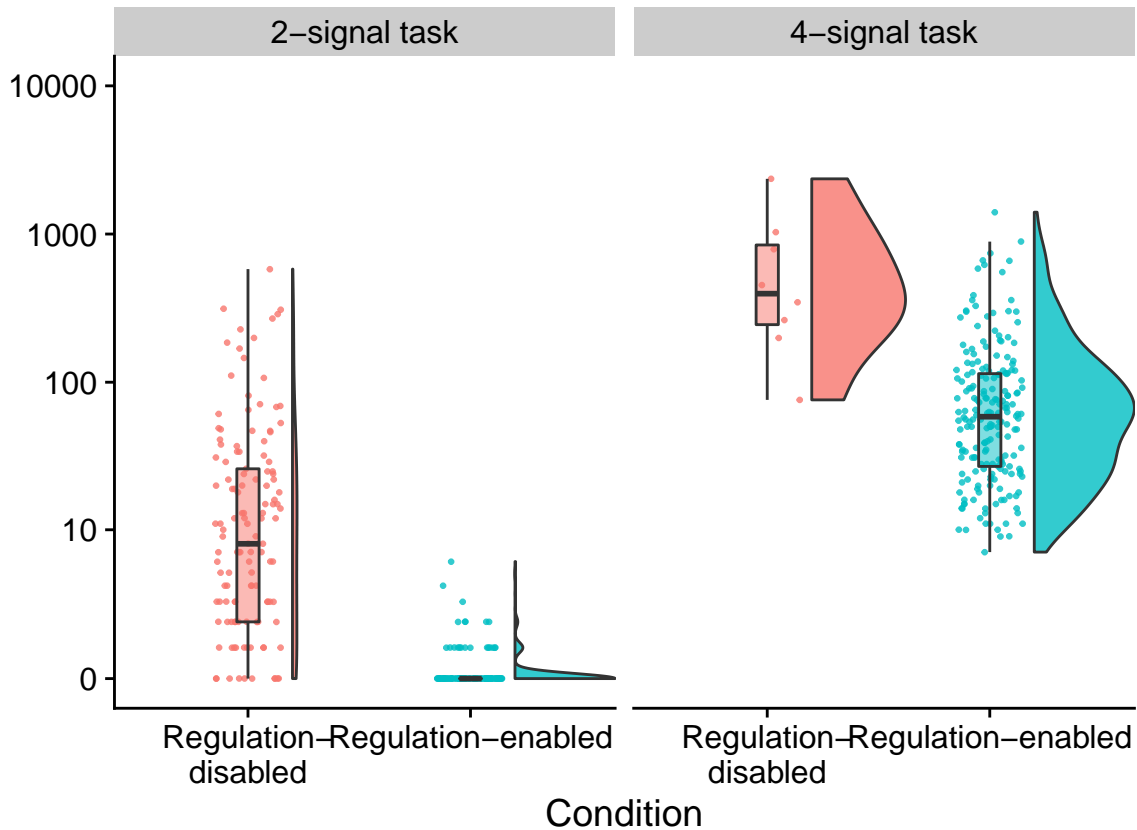 2−signal task
4−signal task
10000
1000
100
10
0
Regulation−
disabled
Regulation−enabled
Regulation−
disabled
Regulation−enabled
Condition